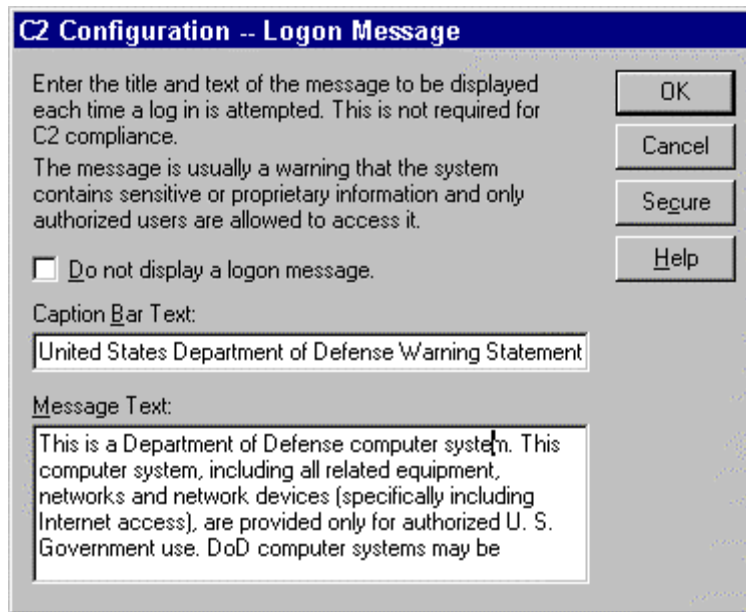 C2 Configuration -- Logon Message
Enter the title and text of the message to be displayed
each time a log in is attempted. This is not required for
C2 compliance.
The message is usually a warning that the system
contains sensitive or proprietary information and only
authorized users are allowed to access it.
OK
Cancel
Secure
Help
Do not display a logon message.
Caption Bar Text:
United States Department of Defense Warning Statement
Message Text:
This is a Department of Defense computer system. This
computer system, including all related equipment,
networks and network devices (specifically including
Internet access), are provided only for authorized U. S.
Government use. DoD computer systems may be